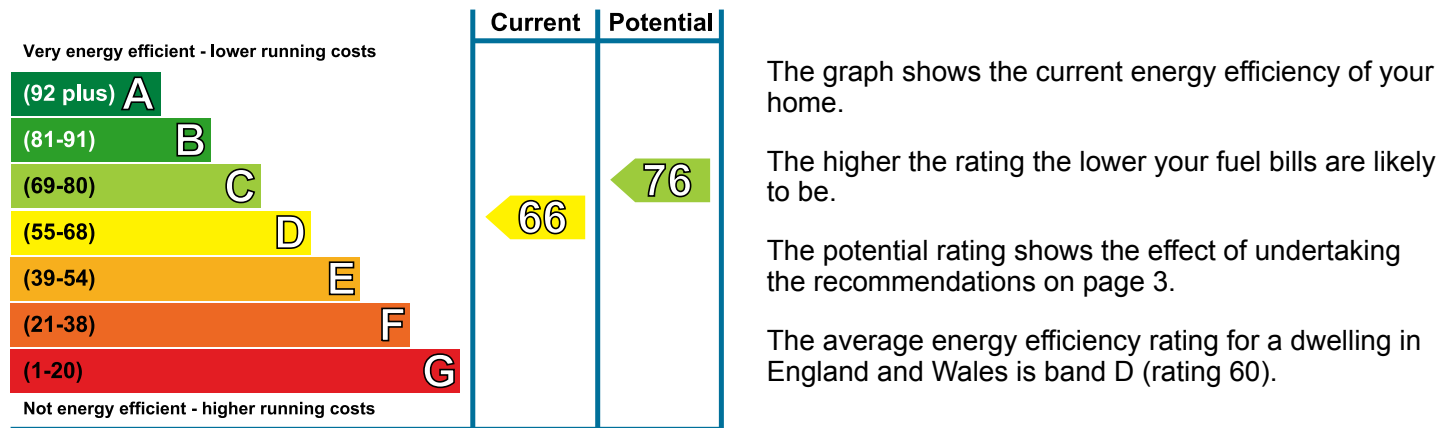 Current Potential
Very energy efficient - lower running costs
(92 plus) A
(81-91) B
(69-80) C
(55-68) D
(39-54) E
(21-38) F
(1-20) G
Not energy efficient - higher running costs
66
76
The graph shows the current energy efficiency of your
home.
The higher the rating the lower your fuel bills are likely
to be.
The potential rating shows the effect of undertaking
the recommendations on page 3.
The average energy efficiency rating for a dwelling in
England and Wales is band D (rating 60).